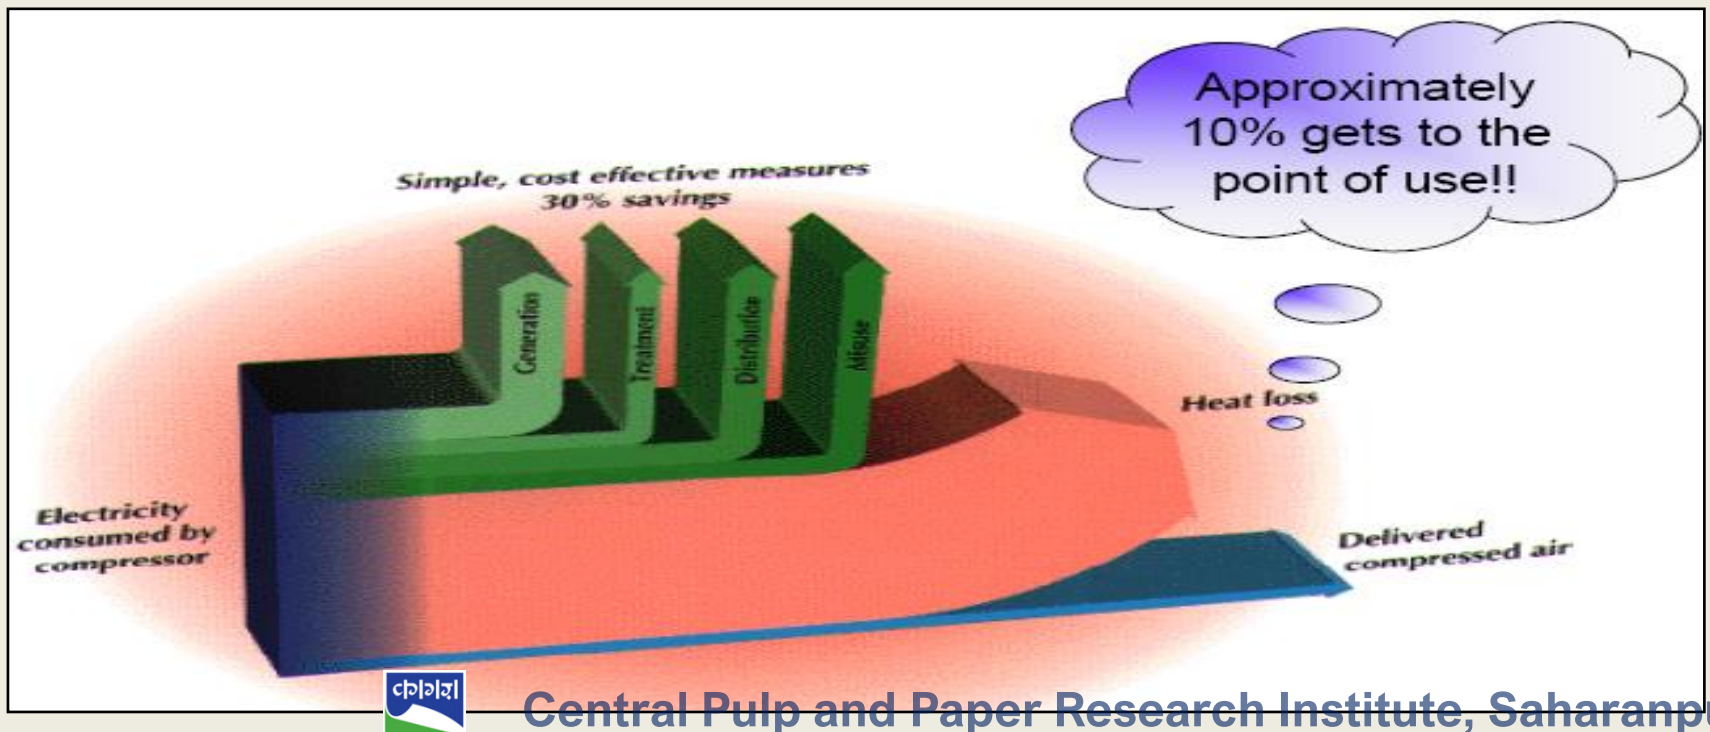 Approximately
10% gets to the
point of use!!
Simple, cost effective measures
30% savings
Generation
Treatment
Distribution
Misuse
Heat loss
Electricity
consumed by
compressor
Delivered
compressed air
Central Pulp and Paper Research Institute, Saharanpu